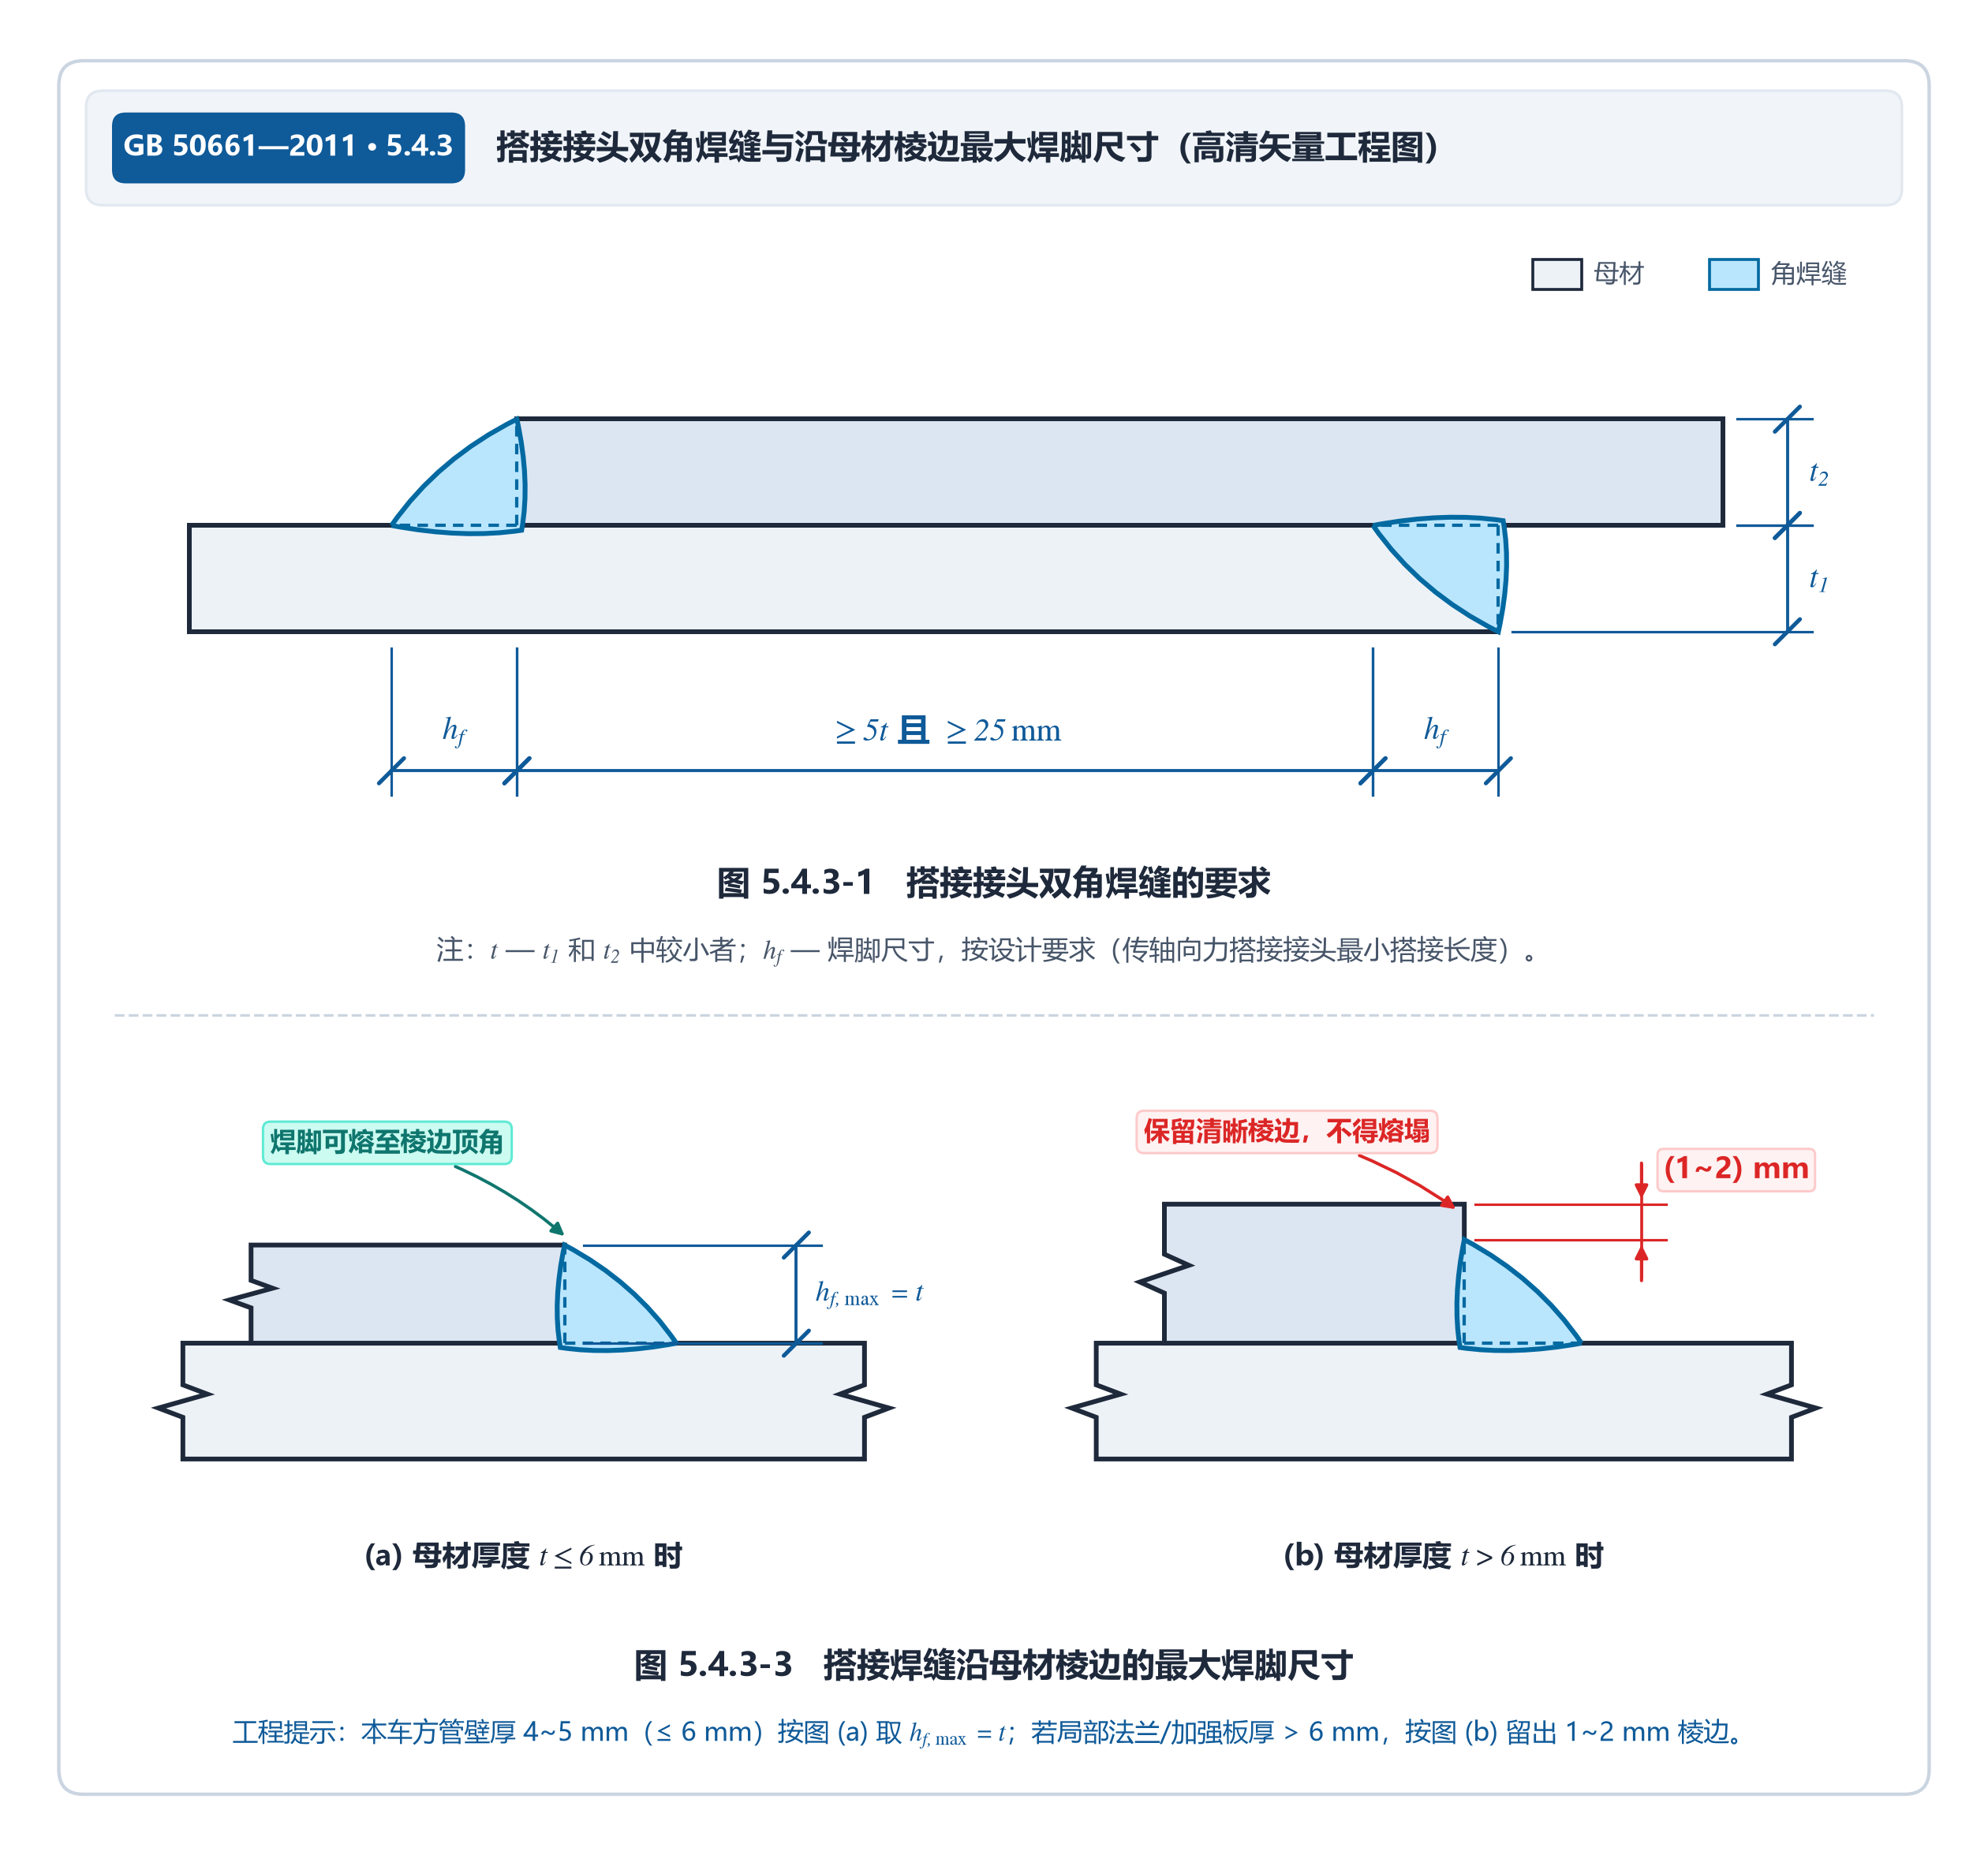 GB 50661—2011 • 5.4.3 搭接接头双角焊缝与沿母材棱边最大焊脚尺寸（高清矢量工程图）
母材 角焊缝
t2
t1
hf ≥ 5t 且 ≥ 25 mm hf
图 5.4.3-1 搭接接头双角焊缝的要求
注：t — t1 和 t2 中较小者；hf — 焊脚尺寸，按设计要求（传轴向力搭接接头最小搭接长度）。
焊脚可熔至棱边顶角
保留清晰棱边，不得熔塌
(1~2) mm
hf, max = t
(a) 母材厚度 t ≤ 6 mm 时
(b) 母材厚度 t > 6 mm 时
图 5.4.3-3 搭接焊缝沿母材棱边的最大焊脚尺寸
工程提示：本车方管壁厚 4~5 mm（≤ 6 mm）按图 (a) 取 hf, max = t；若局部法兰/加强板厚 > 6 mm，按图 (b) 留出 1~2 mm 棱边。